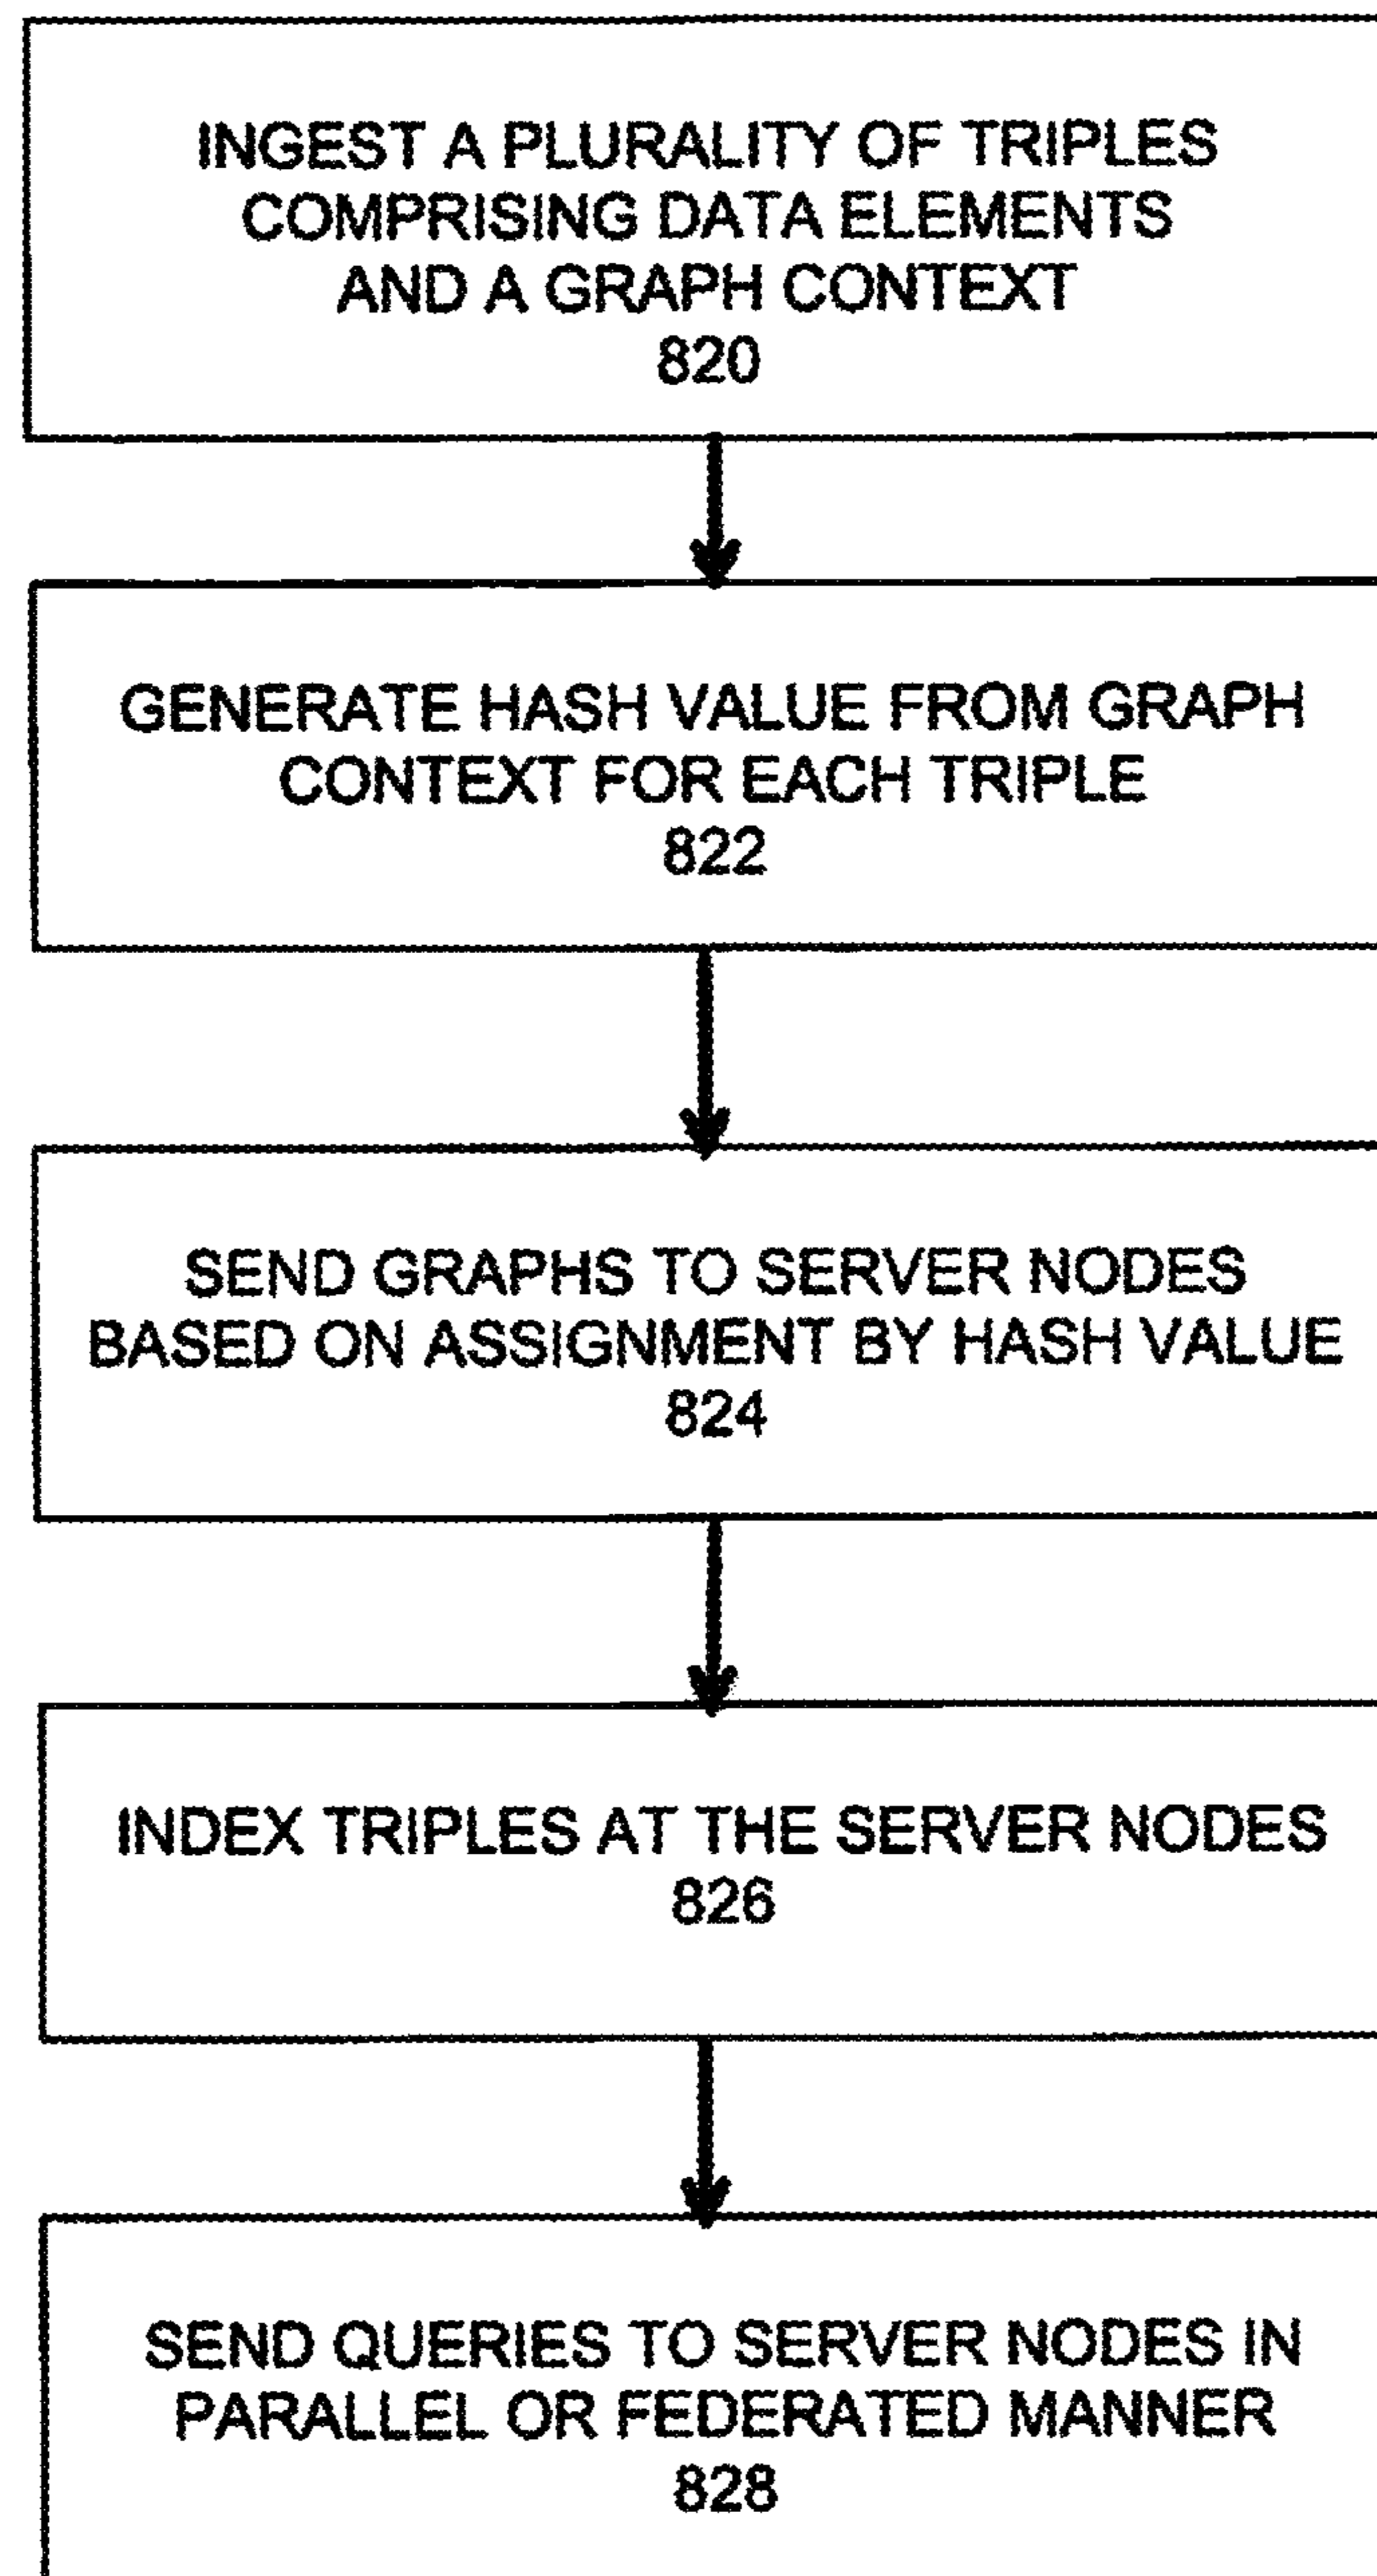 INGEST A PLURALITY OF TRIPLES
COMPRISING DATA ELEMENTS
AND A GRAPH CONTEXT
820
GENERATE HASH VALUE FROM GRAPH
CONTEXT FOR EACH TRIPLE
822
SEND GRAPHS TO SERVER NODES
BASED ON ASSIGNMENT BY HASH VALUE
824
INDEX TRIPLES AT THE SERVER NODES
826
SEND QUERIES TO SERVER NODES IN
PARALLEL OR FEDERATED MANNER
828